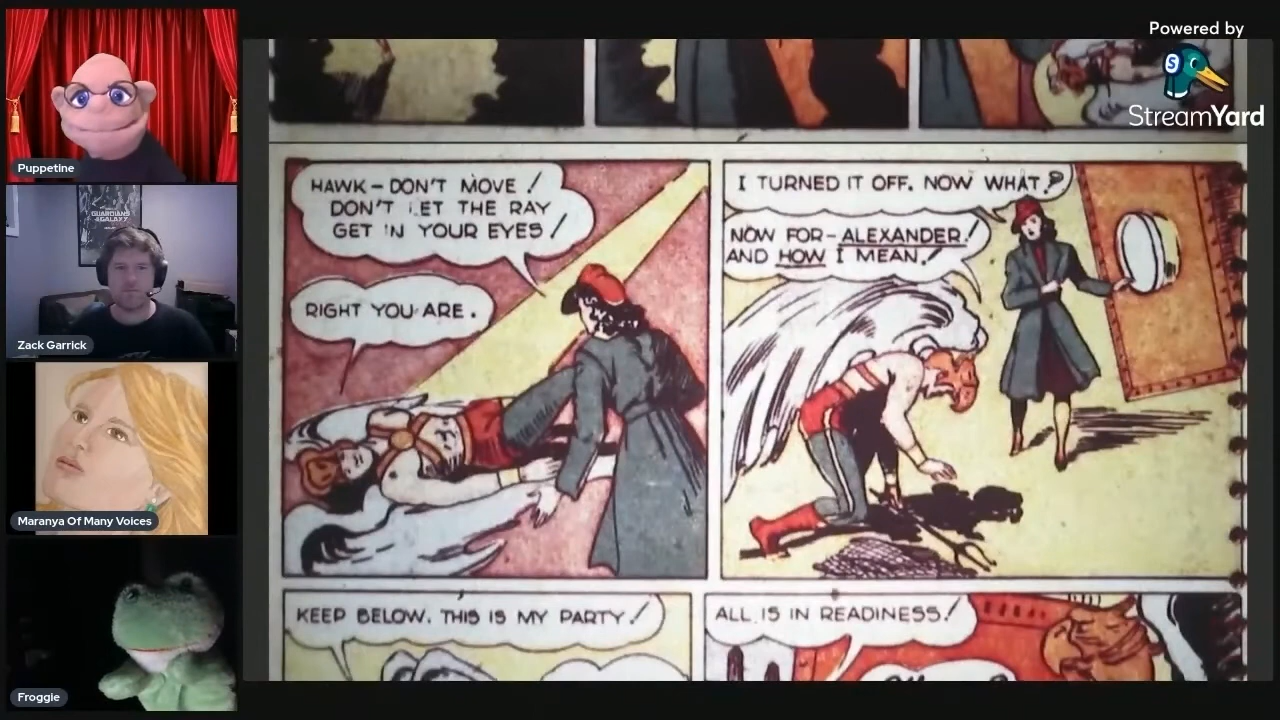 Powered by
StreamYard
Puppetine
GUARDIANS
GALAXY
Zack Garrick
Maranya Of Many Voices
Froggie
HAWK - DON'T MOVE!
DON'T LET THE RAY
GET IN YOUR EYES!
RIGHT YOU ARE.
I TURNED IT OFF. NOW WHAT?
NOW FOR - ALEXANDER!
AND HOW I MEAN!
KEEP BELOW. THIS IS MY PARTY!
ALL IS IN READINESS!